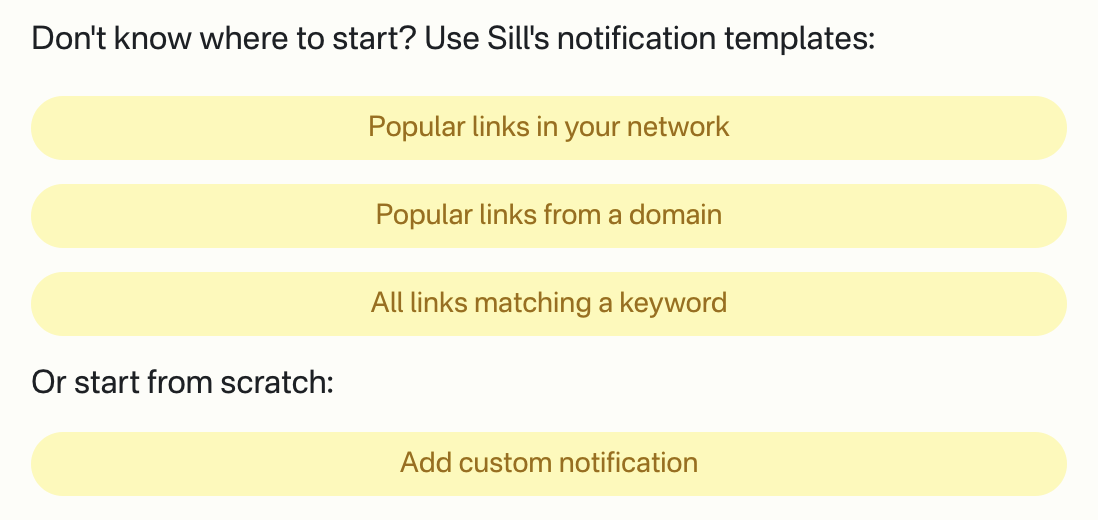 Don't know where to start? Use Sill's notification templates:
Popular links in your network
Popular links from a domain
All links matching a keyword
Or start from scratch:
Add custom notification